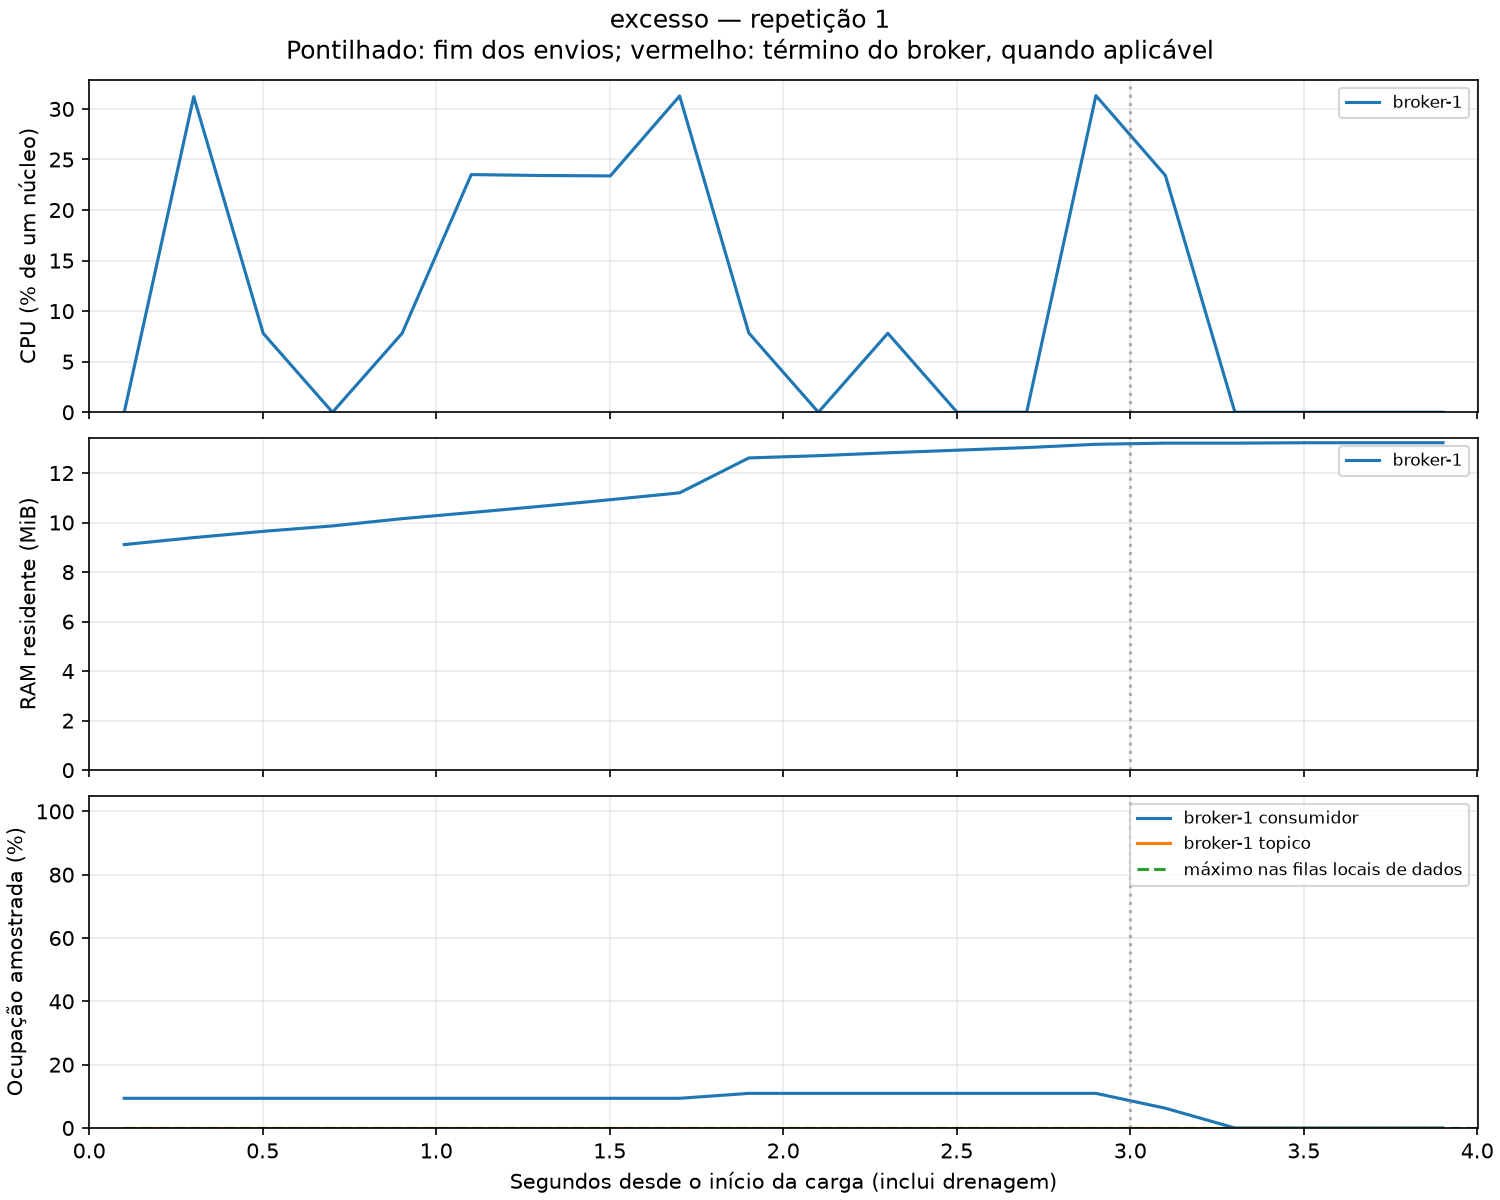 excesso — repetição 1
Pontilhado: fim dos envios; vermelho: término do broker, quando aplicável
CPU (% de um núcleo)
30
25
20
15
10
5
0
broker-1
RAM residente (MiB)
12
10
8
6
4
2
0
broker-1
Ocupação amostrada (%)
100
80
60
40
20
0
broker-1 consumidor
broker-1 topico
máximo nas filas locais de dados
0.0 0.5 1.0 1.5 2.0 2.5 3.0 3.5 4.0
Segundos desde o início da carga (inclui drenagem)